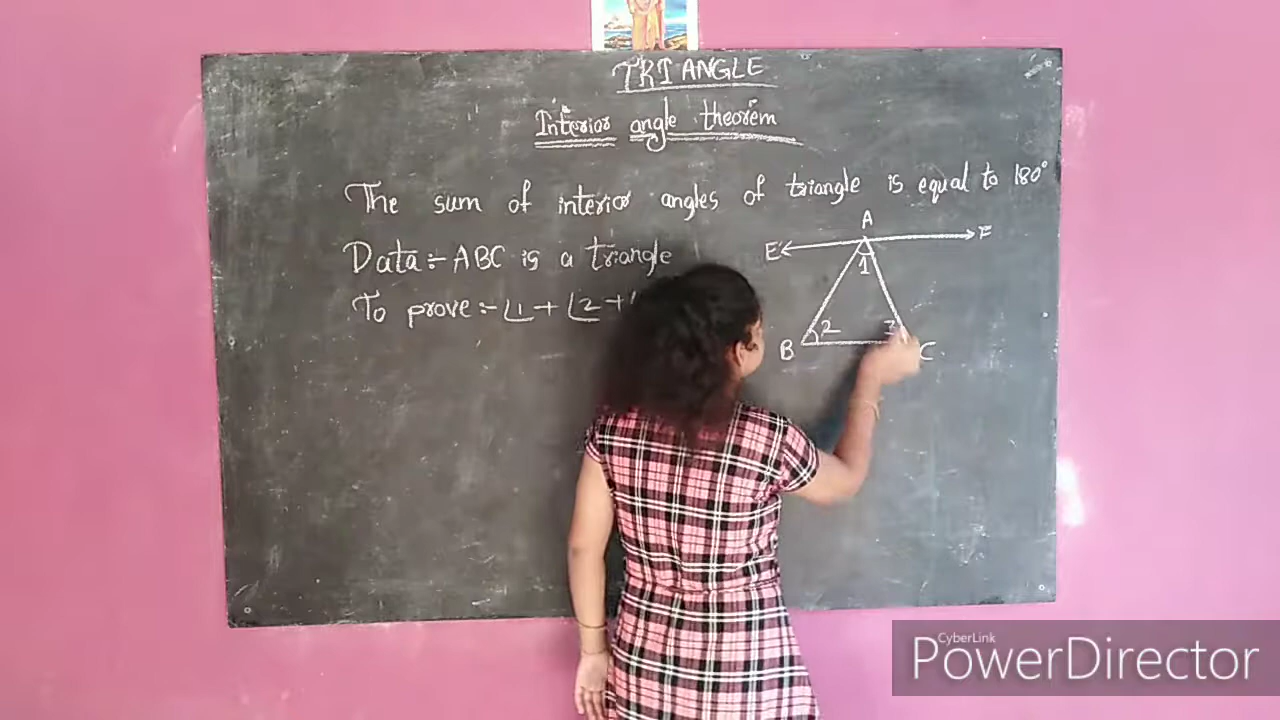 TRIANGLE
Interior angle theorem
The sum of interior angles of triangle is equal to 180°
Data :- ABC is a triangle
To prove :- ∠1 + ∠2 +
A
E
F
1
2
3
B
C
CyberLink
PowerDirector